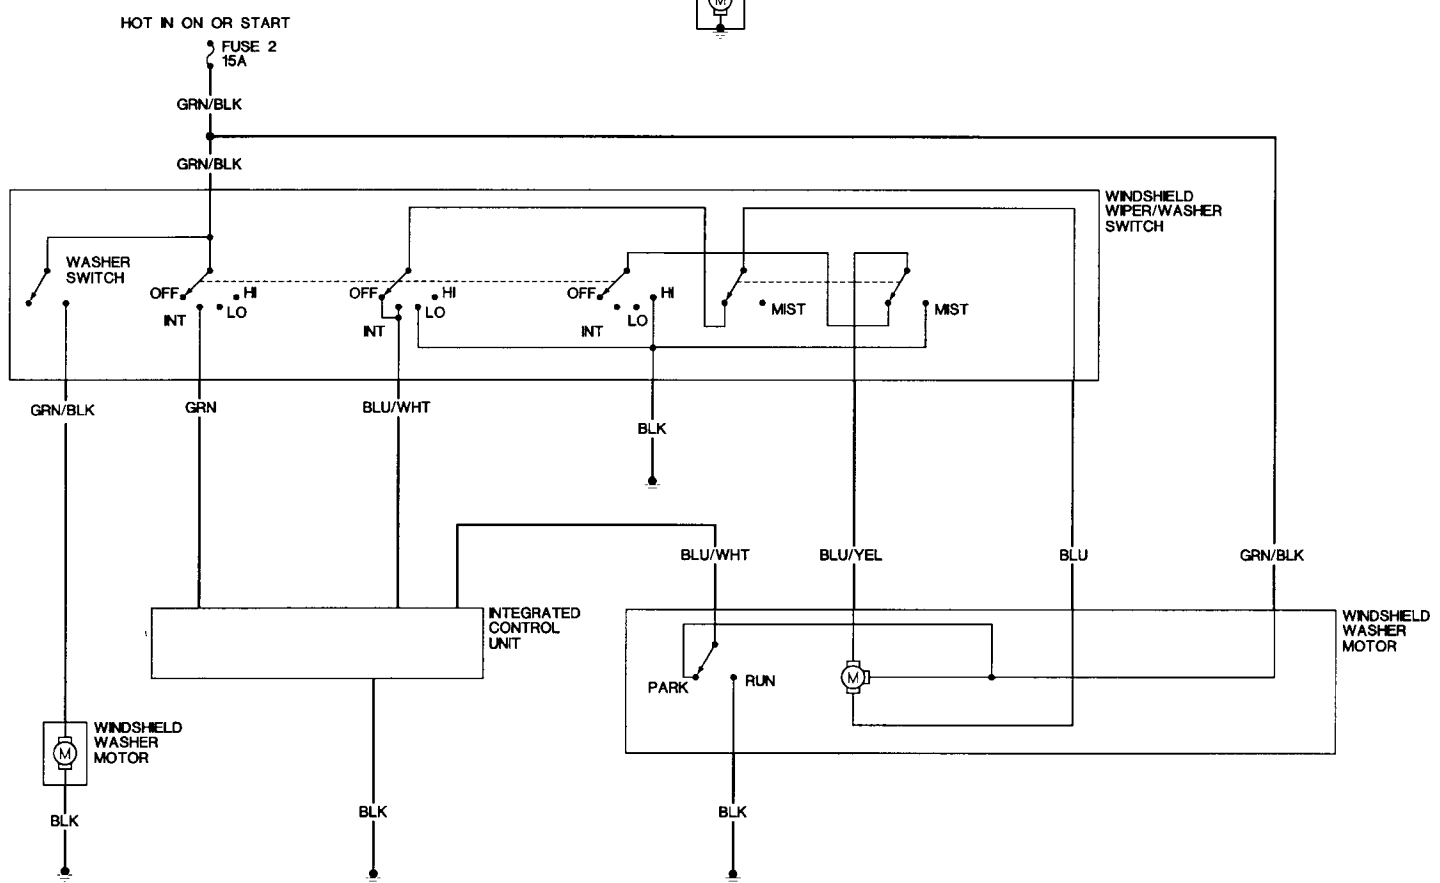 M
HOT IN ON OR START
FUSE 2
15A
GRN/BLK
GRN/BLK
WINDSHIELD
WIPER/WASHER
SWITCH
WASHER
SWITCH
OFF
HI
LO
INT
OFF
HI
LO
INT
OFF
HI
LO
INT
MIST
MIST
GRN/BLK
GRN
BLU/WHT
BLK
BLU/WHT
BLU/YEL
BLU
GRN/BLK
INTEGRATED
CONTROL
UNIT
WINDSHIELD
WASHER
MOTOR
PARK
RUN
M
WINDSHIELD
WASHER
MOTOR
M
BLK
BLK
BLK